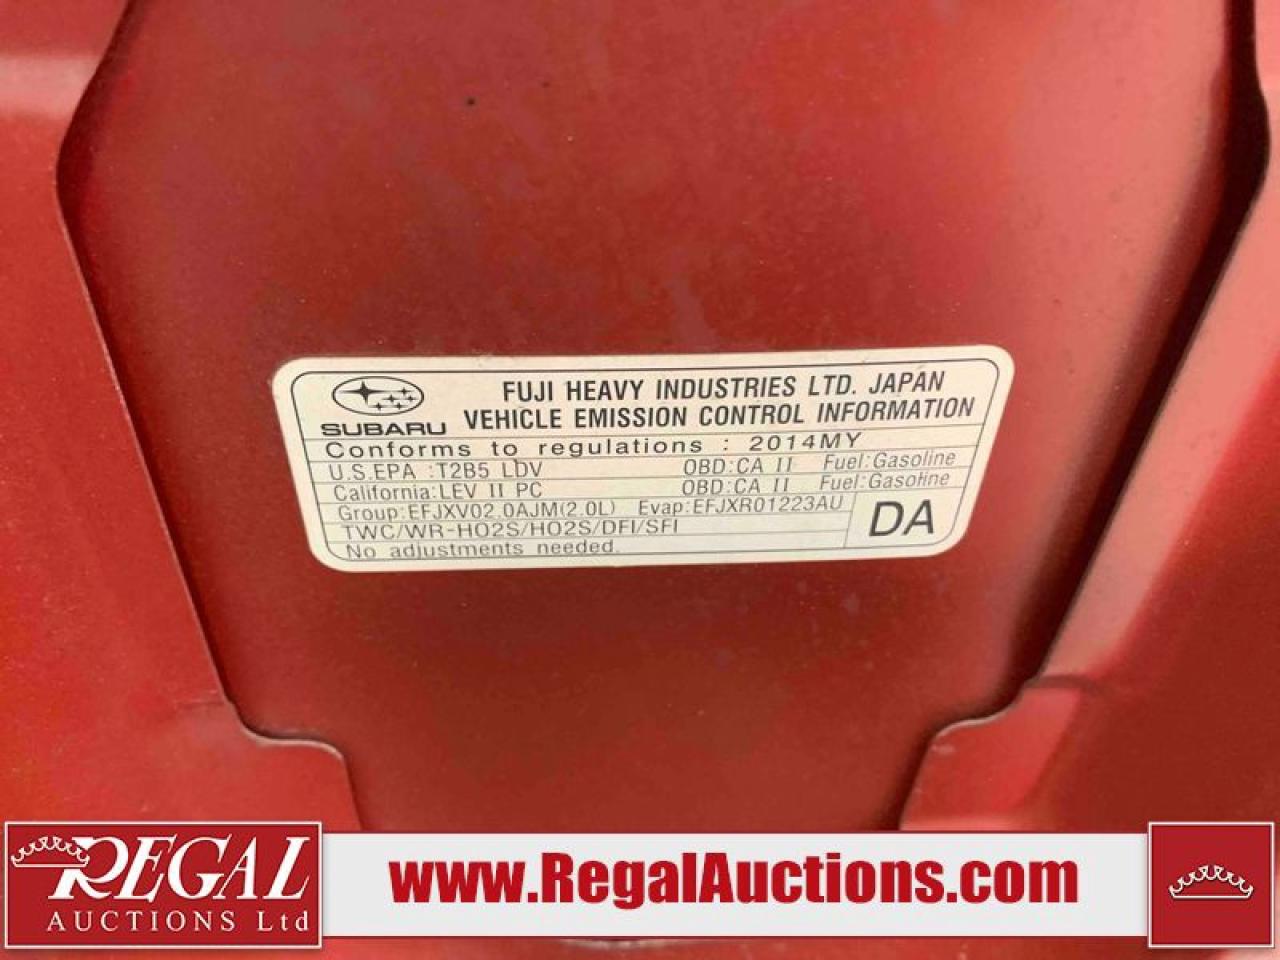 SUBARU
FUJI HEAVY INDUSTRIES LTD. JAPAN
VEHICLE EMISSION CONTROL INFORMATION
Conforms to regulations : 2014MY
U.S.EPA :T2B5 LDV OBD:CA II Fuel:Gasoline
California:LEV II PC OBD:CA II Fuel:Gasoline
Group:EFJXV02.0AJM(2.0L) Evap:EFJXR01223AU
TWC/WR-HO2S/HO2S/DFI/SFI
No adjustments needed.
DA
REGAL
AUCTIONS Ltd
www.RegalAuctions.com